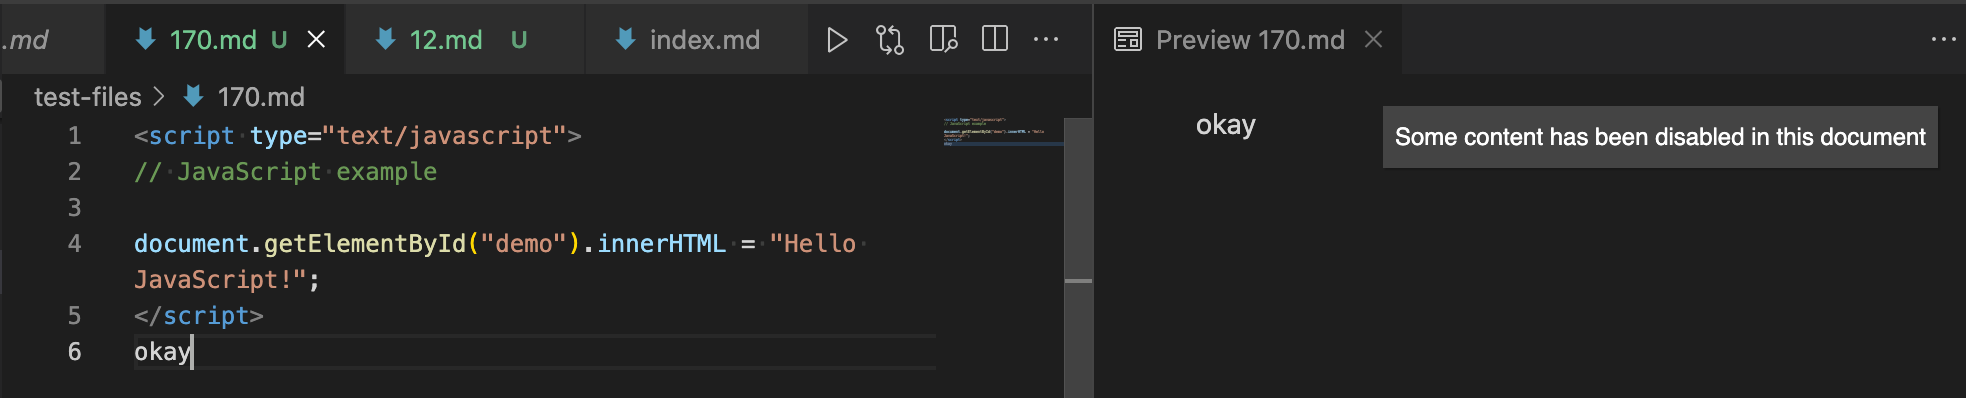 .md 170.md U 12.md U index.md Preview 170.md
test-files > 170.md
1 <script type="text/javascript">
2 // JavaScript example
3
4 document.getElementById("demo").innerHTML = "Hello
JavaScript!";
5 </script>
6 okay
okay
Some content has been disabled in this document